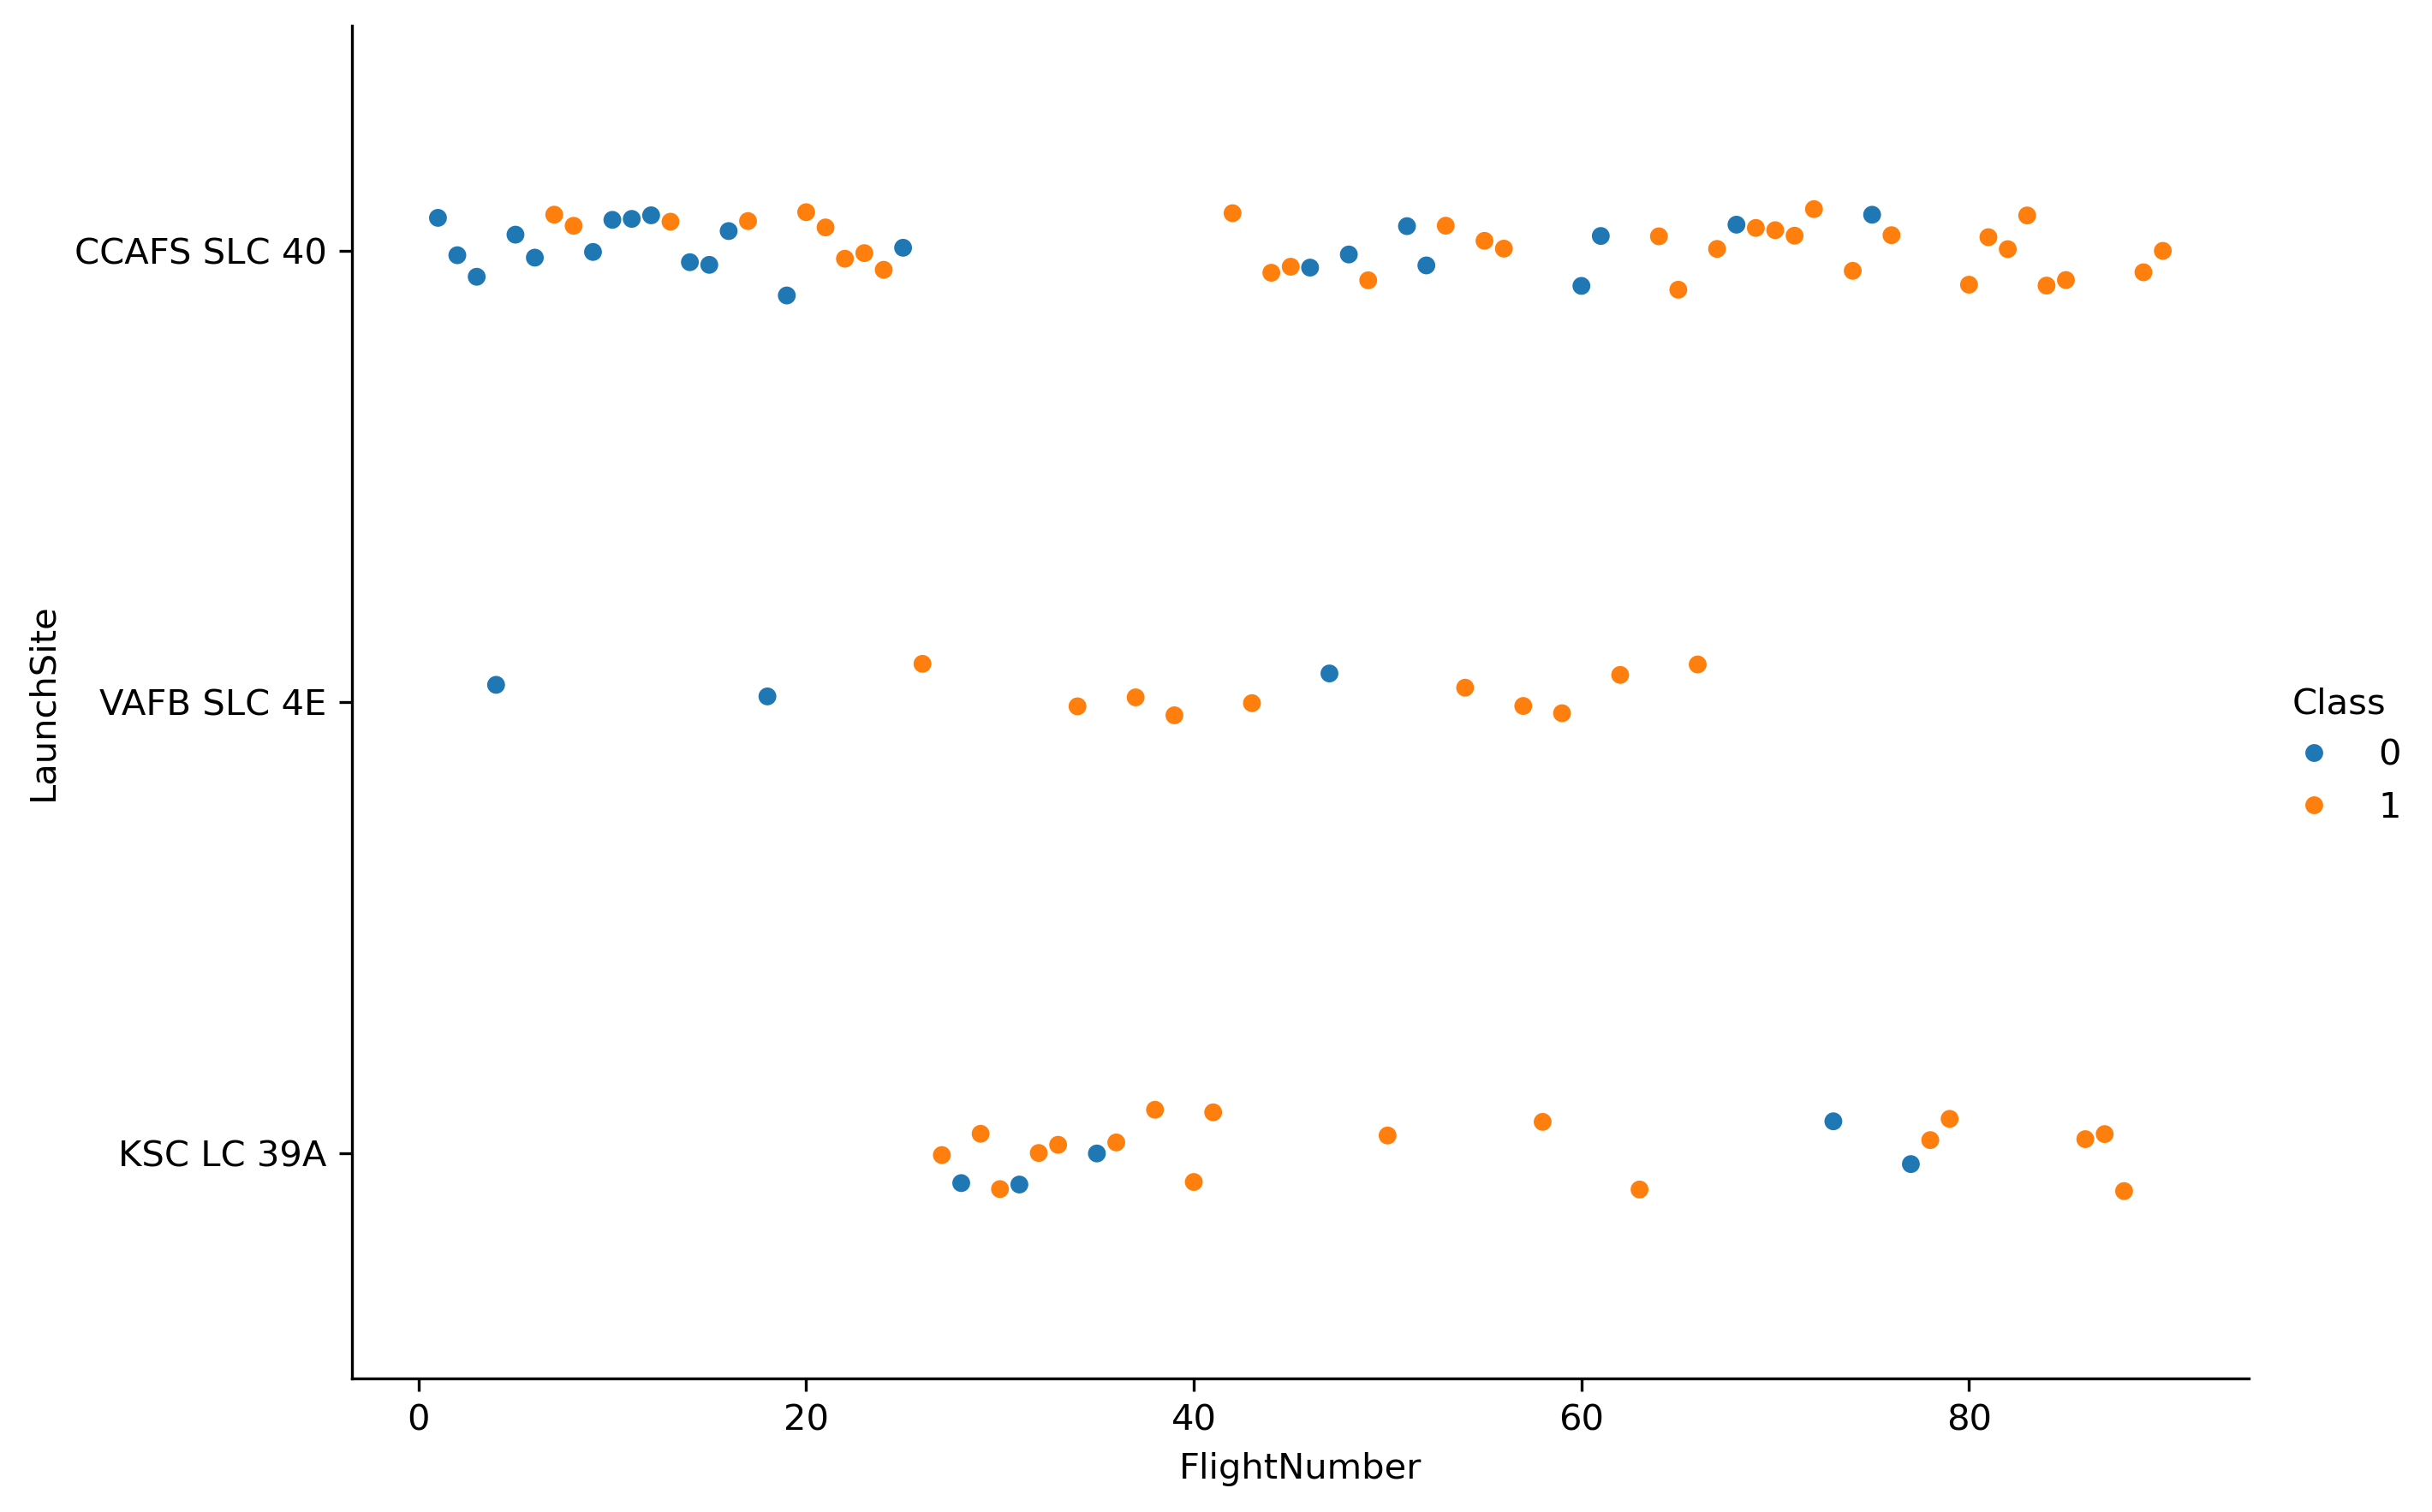 CCAFS SLC 40
VAFB SLC 4E
KSC LC 39A
LaunchSite
0 20 40 60 80
FlightNumber
Class
0
1